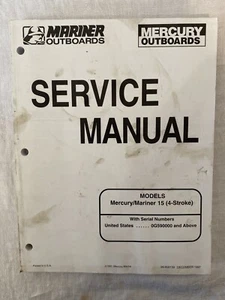 MARINER
OUTBOARDS
MERCURY
OUTBOARDS
SERVICE
MANUAL
MODELS
Mercury/Mariner 15 (4-Stroke)
With Serial Numbers
United States ...... 0G590000 and Above